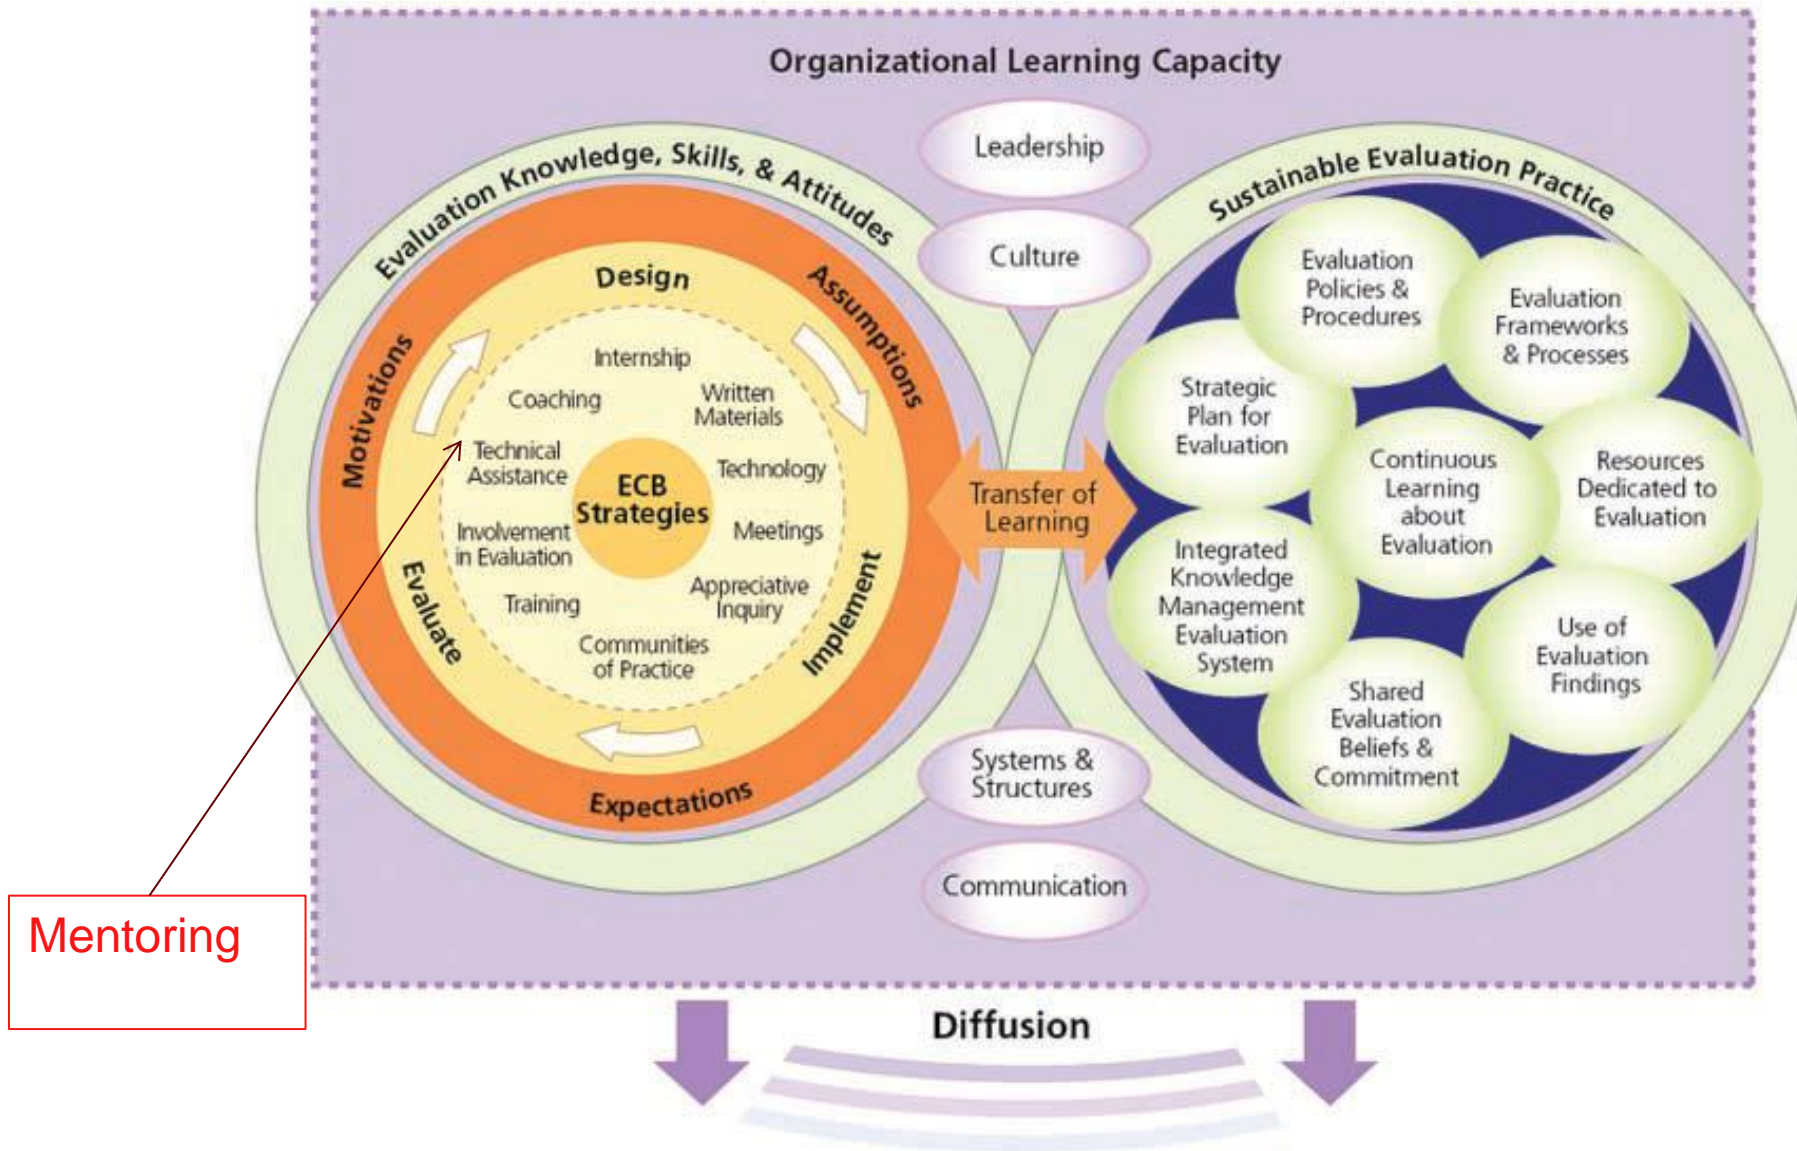 Organizational Learning Capacity
Leadership
Culture
Evaluation Knowledge, Skills, & Attitudes
Motivations
Assumptions
Expectations
Design
Implement
Evaluate
Internship
Coaching
Written
Materials
Technical
Assistance
Technology
ECB
Strategies
Involvement
in Evaluation
Meetings
Training
Appreciative
Inquiry
Communities
of Practice
Transfer of
Learning
Sustainable Evaluation Practice
Evaluation
Policies &
Procedures
Evaluation
Frameworks
& Processes
Strategic
Plan for
Evaluation
Continuous
Learning
about
Evaluation
Resources
Dedicated to
Evaluation
Integrated
Knowledge
Management
Evaluation
System
Use of
Evaluation
Findings
Shared
Evaluation
Beliefs &
Commitment
Systems &
Structures
Communication
Mentoring
Diffusion